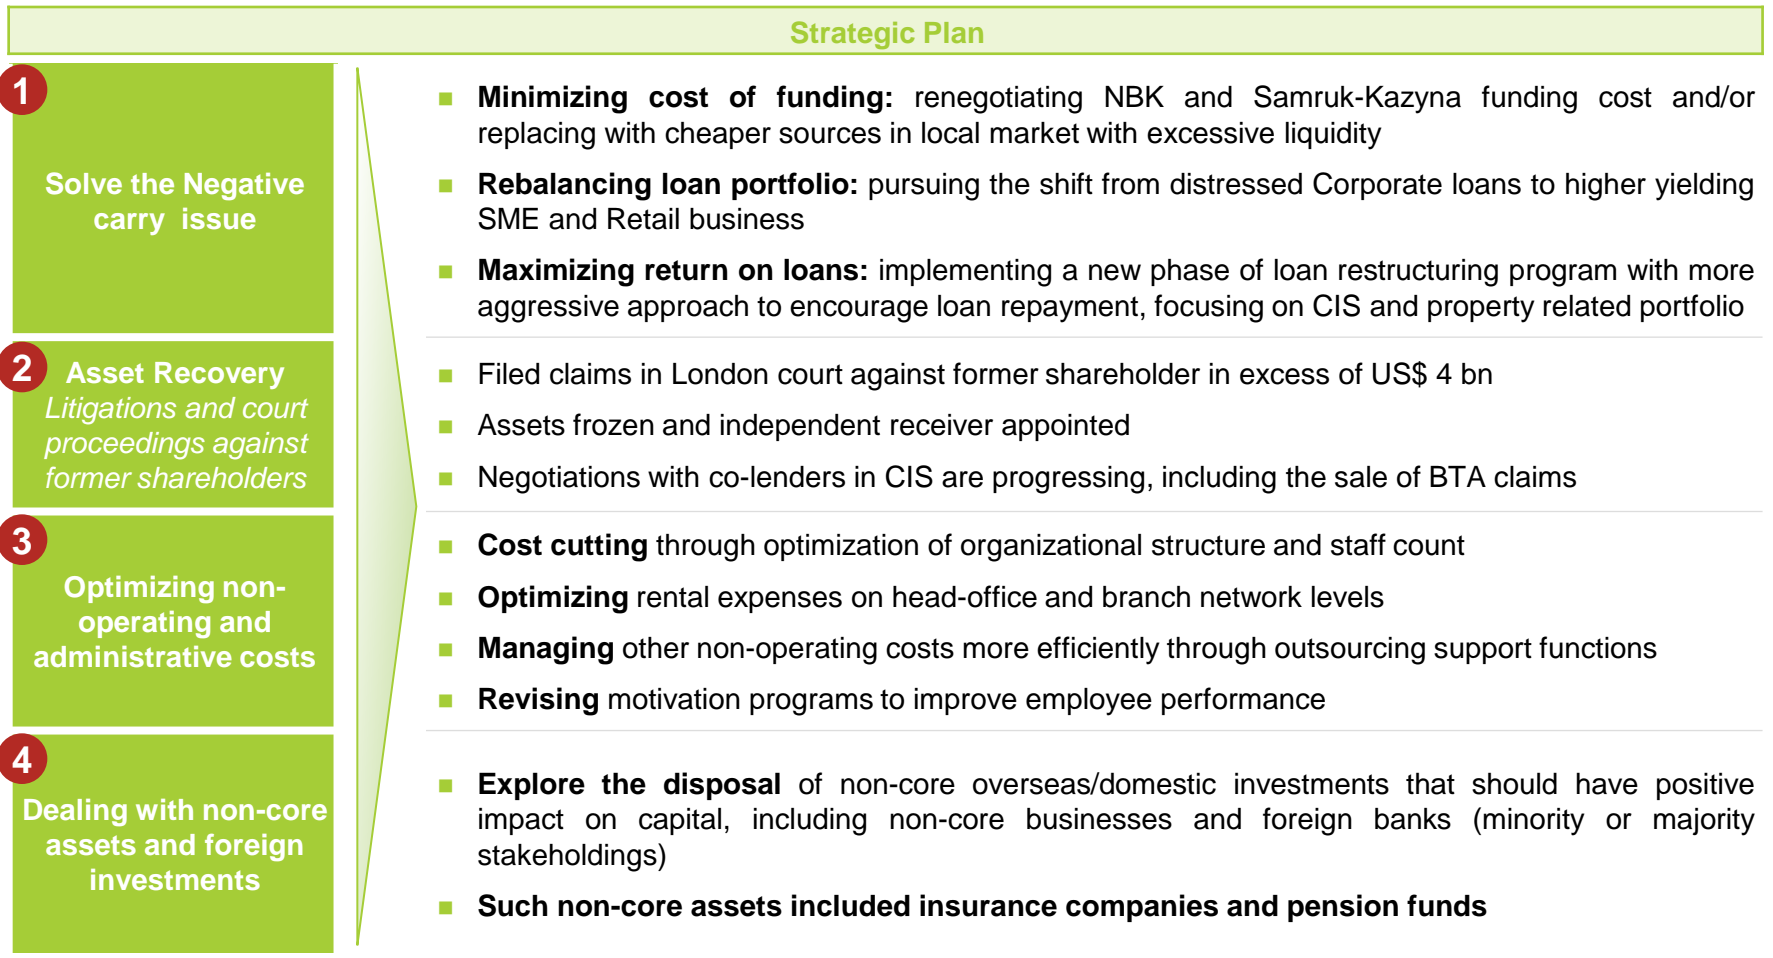 Strategic Plan
1
Solve the Negative
carry issue
Minimizing cost of funding: renegotiating NBK and Samruk-Kazyna funding cost and/or
replacing with cheaper sources in local market with excessive liquidity
Rebalancing loan portfolio: pursuing the shift from distressed Corporate loans to higher yielding
SME and Retail business
Maximizing return on loans: implementing a new phase of loan restructuring program with more
aggressive approach to encourage loan repayment, focusing on CIS and property related portfolio
2
Asset Recovery
Litigations and court
proceedings against
former shareholders
Filed claims in London court against former shareholder in excess of US$ 4 bn
Assets frozen and independent receiver appointed
Negotiations with co-lenders in CIS are progressing, including the sale of BTA claims
3
Optimizing non-
operating and
administrative costs
Cost cutting through optimization of organizational structure and staff count
Optimizing rental expenses on head-office and branch network levels
Managing other non-operating costs more efficiently through outsourcing support functions
Revising motivation programs to improve employee performance
4
Dealing with non-core
assets and foreign
investments
Explore the disposal of non-core overseas/domestic investments that should have positive
impact on capital, including non-core businesses and foreign banks (minority or majority
stakeholdings)
Such non-core assets included insurance companies and pension funds